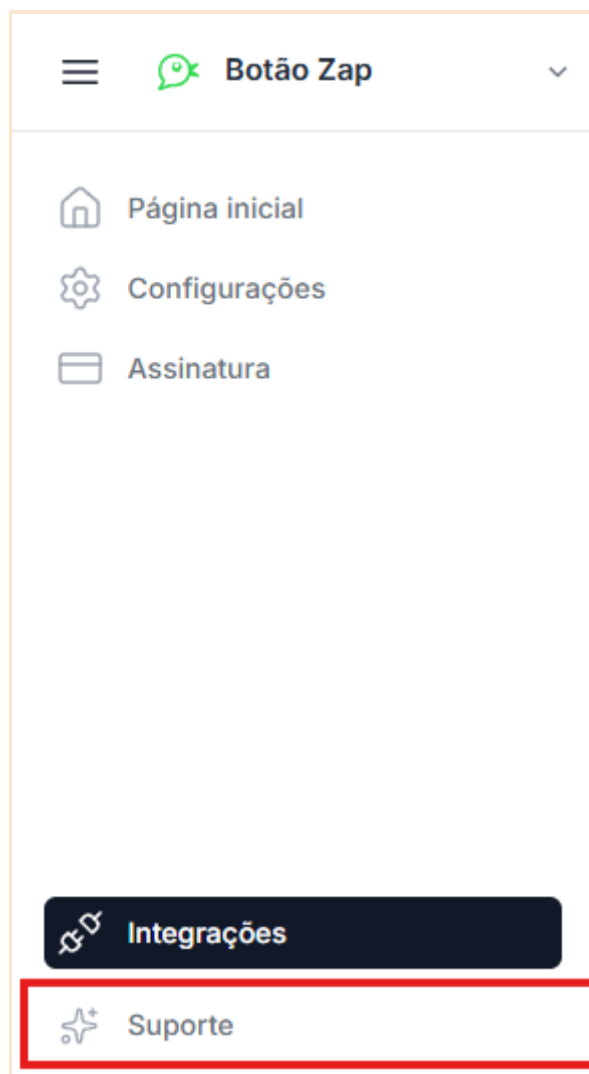 Botão Zap
Página inicial
Configurações
Assinatura
Integrações
Suporte